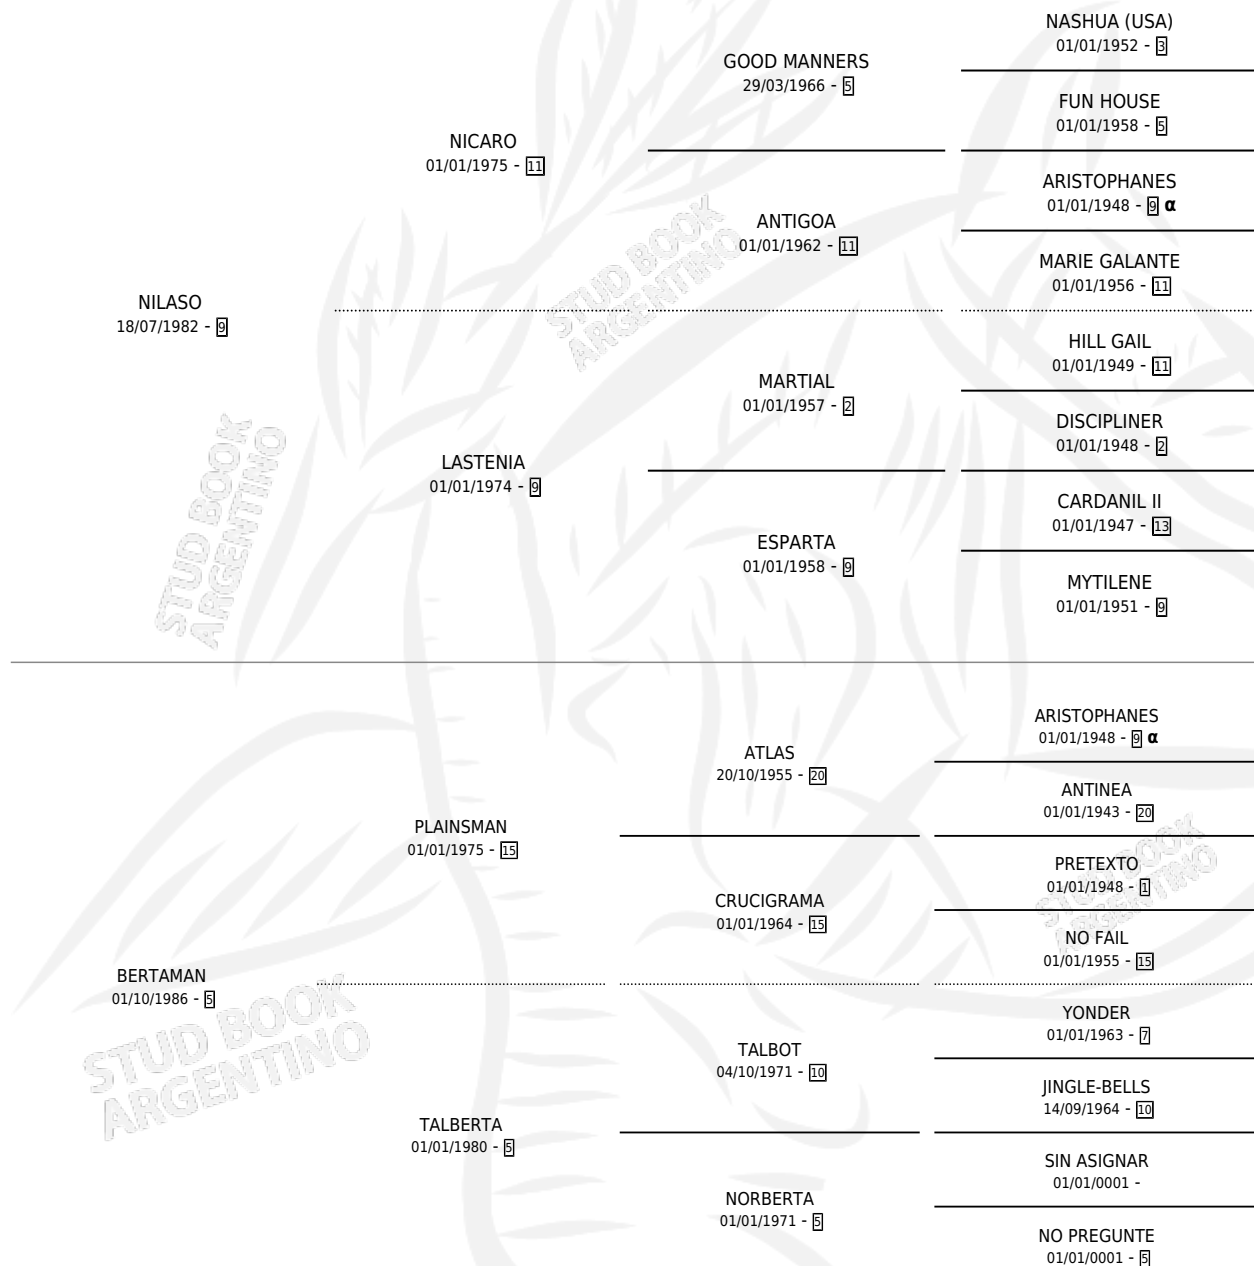 NASHUA (USA)
01/01/1952 - 3
GOOD MANNERS
29/03/1966 - 5
FUN HOUSE
01/01/1958 - 5
NICARO
01/01/1975 - 11
ARISTOPHANES
01/01/1948 - 9 α
ANTIGOA
01/01/1962 - 11
MARIE GALANTE
01/01/1956 - 11
NILASO
18/07/1982 - 9
HILL GAIL
01/01/1949 - 11
MARTIAL
01/01/1957 - 2
DISCIPLINER
01/01/1948 - 2
LASTENIA
01/01/1974 - 9
CARDANIL II
01/01/1947 - 13
ESPARTA
01/01/1958 - 9
MYTILENE
01/01/1951 - 9
ARISTOPHANES
01/01/1948 - 9 α
ATLAS
20/10/1955 - 20
ANTINEA
01/01/1943 - 20
PLAINSMAN
01/01/1975 - 15
PRETEXTO
01/01/1948 - 1
CRUCIGRAMA
01/01/1964 - 15
NO FAIL
01/01/1955 - 15
BERTAMAN
01/10/1986 - 5
YONDER
01/01/1963 - 7
TALBOT
04/10/1971 - 10
JINGLE-BELLS
14/09/1964 - 10
TALBERTA
01/01/1980 - 5
SIN ASIGNAR
01/01/0001 -
NORBERTA
01/01/1971 - 5
NO PREGUNTE
01/01/0001 - 5
STUD BOOK
ARGENTINO
STUD BOOK
ARGENTINO
STUD BOOK
ARGENTINO
STUD BOOK
ARGENTINO